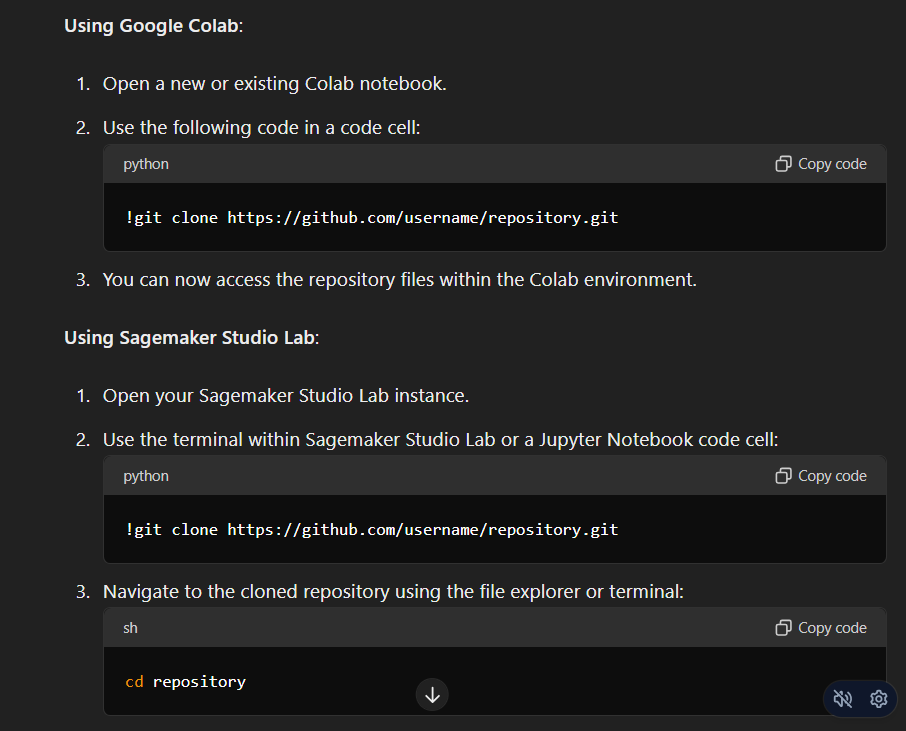 Using Google Colab:
1. Open a new or existing Colab notebook.
2. Use the following code in a code cell:
python
Copy code
!git clone https://github.com/username/repository.git
3. You can now access the repository files within the Colab environment.
Using Sagemaker Studio Lab:
1. Open your Sagemaker Studio Lab instance.
2. Use the terminal within Sagemaker Studio Lab or a Jupyter Notebook code cell:
python
Copy code
!git clone https://github.com/username/repository.git
3. Navigate to the cloned repository using the file explorer or terminal:
sh
Copy code
cd repository